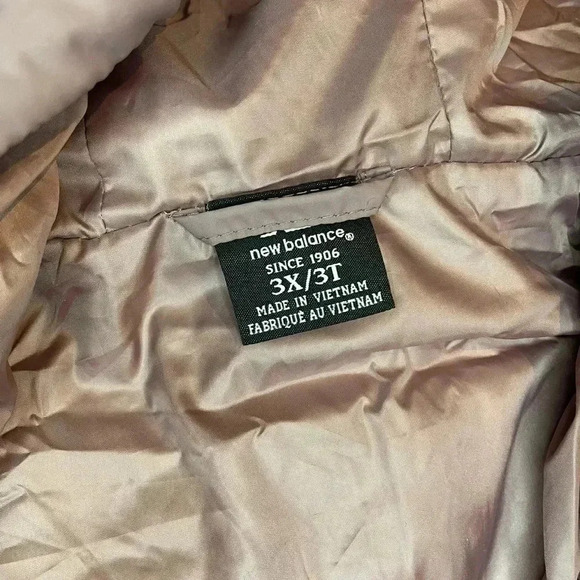 new balance®
SINCE 1906
3X/3T
MADE IN VIETNAM
FABRIQUÉ AU VIETNAM